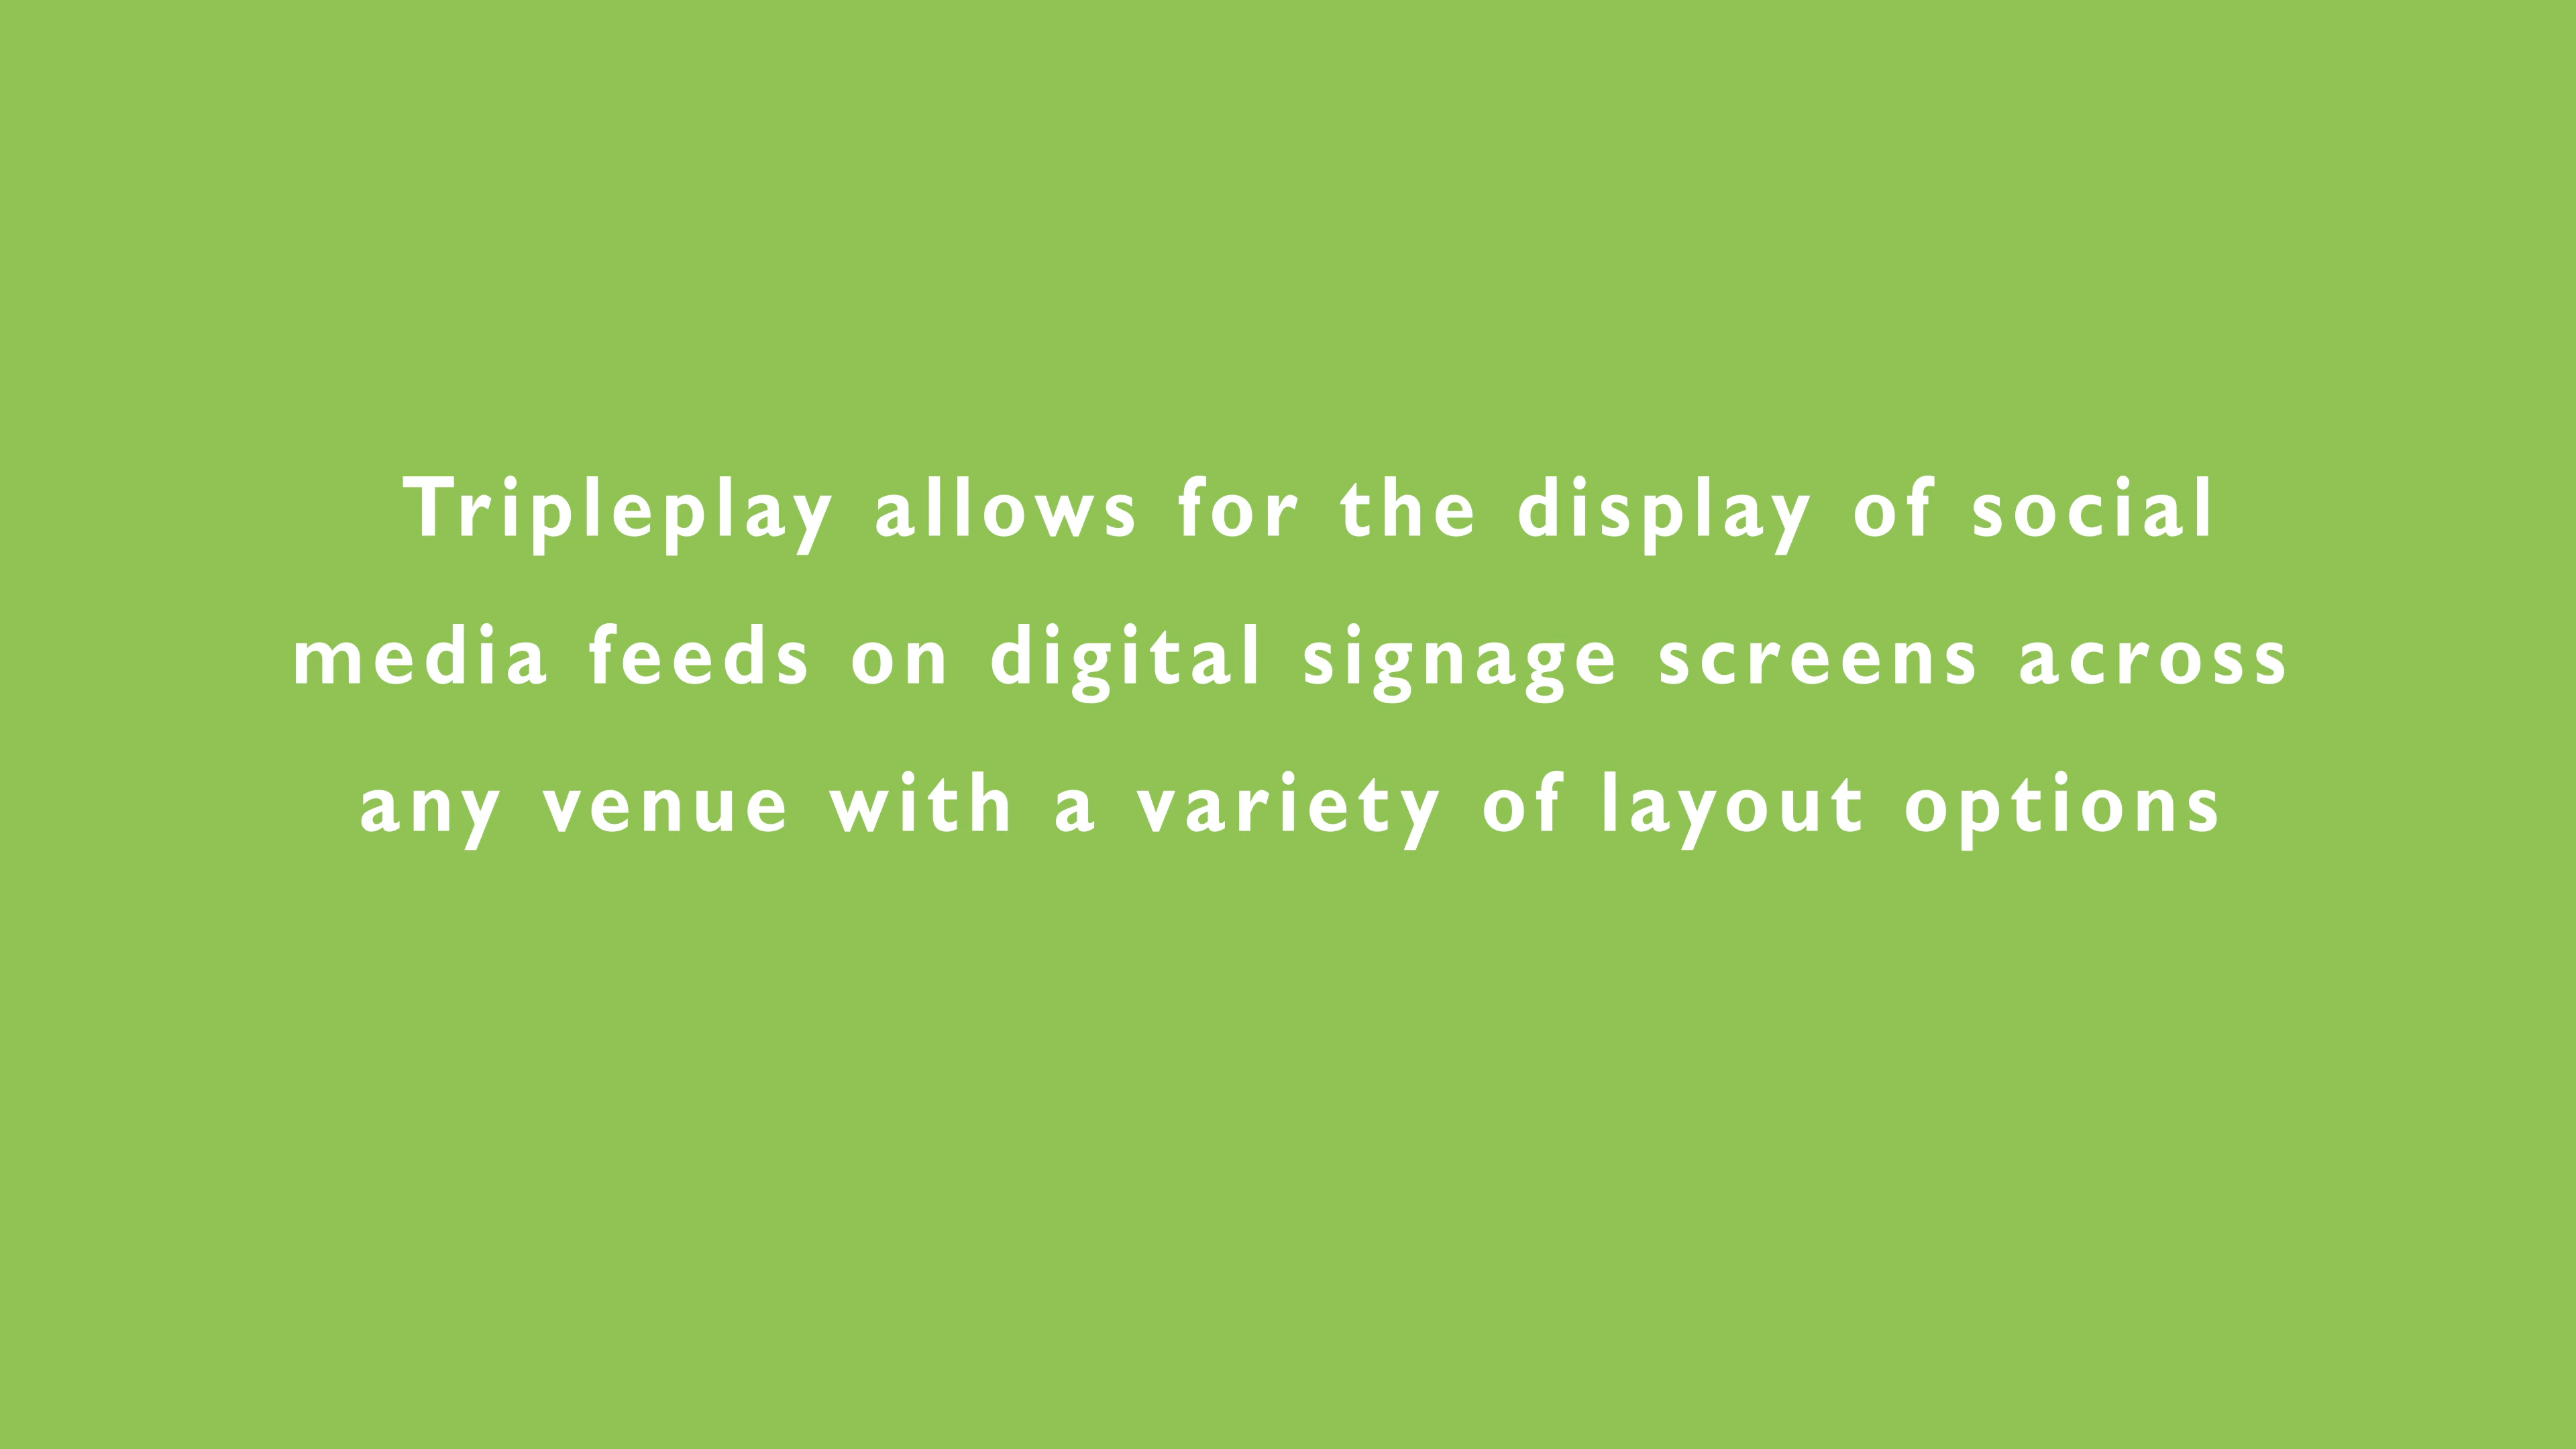 Tripleplay allows for the display of social
media feeds on digital signage screens across
any venue with a variety of layout options